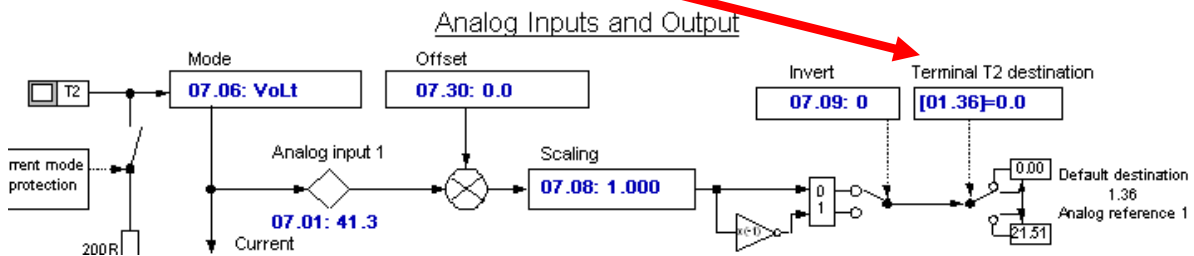 Analog Inputs and Output
Mode
Offset
Invert
Terminal T2 destination
T2
07.06: VoLt
07.30: 0.0
07.09: 0
[01.36]=0.0
rrent mode
protection
Analog input 1
Scaling
07.08: 1.000
0
1
0.00
Default destination
1.36
Analog reference 1
07.01: 41.3
x(-1)
21.51
200R
Current